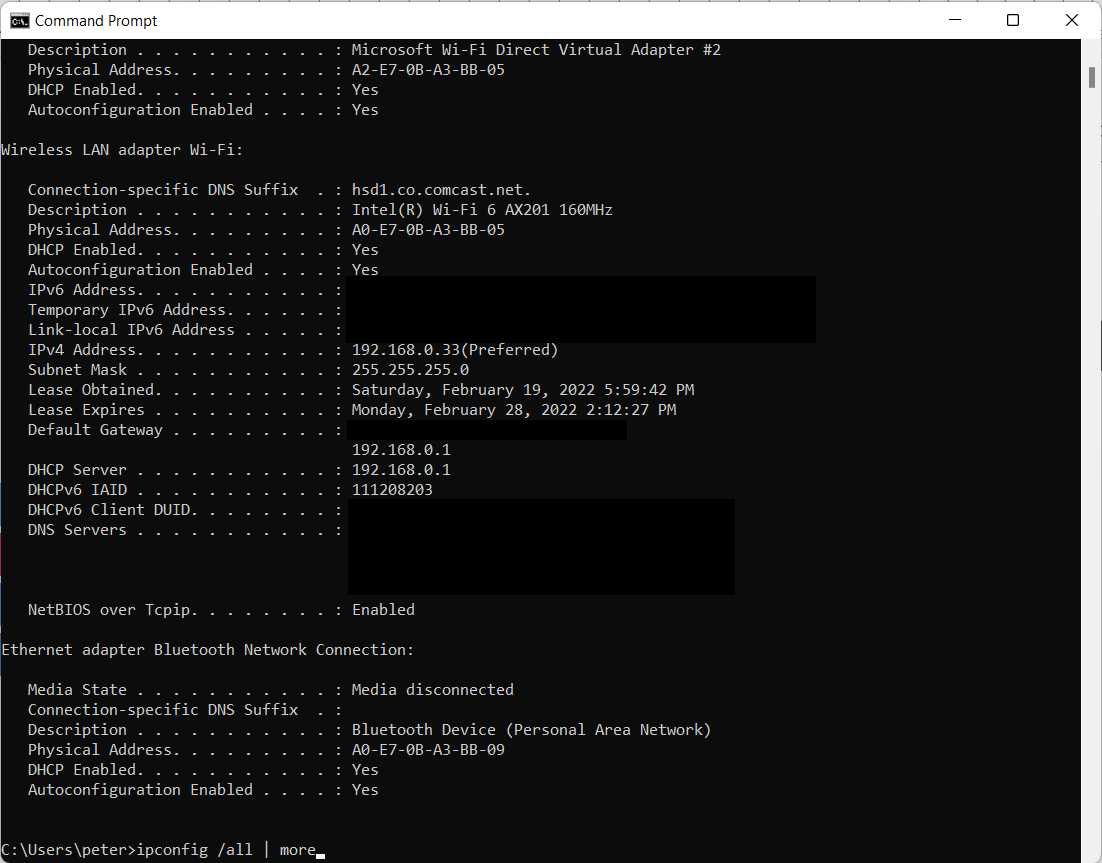 Command Prompt
Description . . . . . . . . . . . : Microsoft Wi-Fi Direct Virtual Adapter #2
Physical Address. . . . . . . . . : A2-E7-0B-A3-BB-05
DHCP Enabled. . . . . . . . . . . : Yes
Autoconfiguration Enabled . . . . : Yes
Wireless LAN adapter Wi-Fi:
Connection-specific DNS Suffix  . : hsd1.co.comcast.net.
Description . . . . . . . . . . . : Intel(R) Wi-Fi 6 AX201 160MHz
Physical Address. . . . . . . . . : A0-E7-0B-A3-BB-05
DHCP Enabled. . . . . . . . . . . : Yes
Autoconfiguration Enabled . . . . : Yes
IPv6 Address. . . . . . . . . . . :
Temporary IPv6 Address. . . . . . :
Link-local IPv6 Address . . . . . :
IPv4 Address. . . . . . . . . . . : 192.168.0.33(Preferred)
Subnet Mask . . . . . . . . . . . : 255.255.255.0
Lease Obtained. . . . . . . . . . : Saturday, February 19, 2022 5:59:42 PM
Lease Expires . . . . . . . . . . : Monday, February 28, 2022 2:12:27 PM
Default Gateway . . . . . . . . . :
192.168.0.1
DHCP Server . . . . . . . . . . . : 192.168.0.1
DHCPv6 IAID . . . . . . . . . . . : 111208203
DHCPv6 Client DUID. . . . . . . . :
DNS Servers . . . . . . . . . . . :
NetBIOS over Tcpip. . . . . . . . : Enabled
Ethernet adapter Bluetooth Network Connection:
Media State . . . . . . . . . . . : Media disconnected
Connection-specific DNS Suffix  . :
Description . . . . . . . . . . . : Bluetooth Device (Personal Area Network)
Physical Address. . . . . . . . . : A0-E7-0B-A3-BB-09
DHCP Enabled. . . . . . . . . . . : Yes
Autoconfiguration Enabled . . . . : Yes
C:\Users\peter>ipconfig /all | more